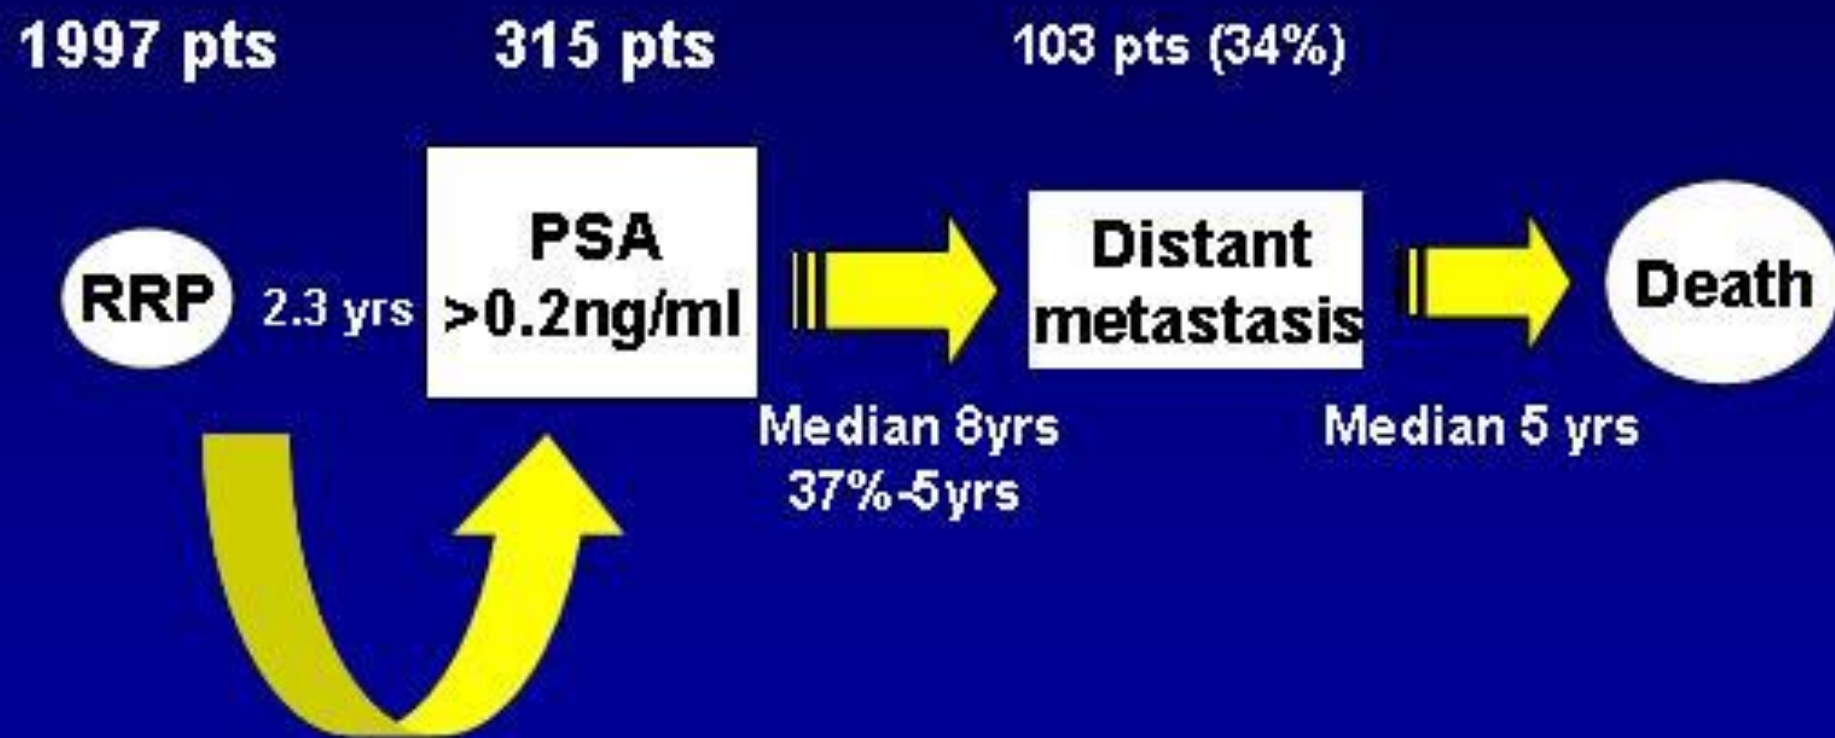 1997 pts
315 pts
103 pts (34%)
RRP
2.3 yrs
PSA
>0.2ng/ml
Distant
metastasis
Death
Median 8yrs
37%-5yrs
Median 5 yrs